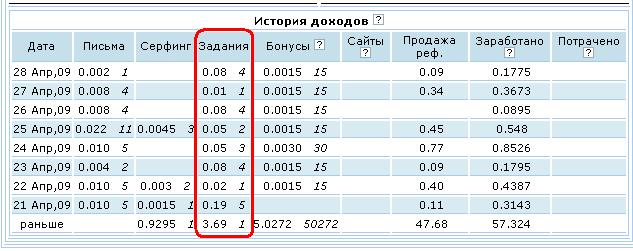 История доходов ?
Дата Письма Серфинг Задания Бонусы ? Сайты ? Продажа реф. Заработано ? Потрачено ?
28 Апр,09 0.002 1 0.08 4 0.0015 15 0.09 0.1775
27 Апр,09 0.008 4 0.01 1 0.0015 15 0.34 0.3673
26 Апр,09 0.008 4 0.08 4 0.0015 15 0.0895
25 Апр,09 0.022 11 0.0045 3 0.05 2 0.0015 15 0.45 0.548
24 Апр,09 0.010 5 0.05 3 0.0030 30 0.77 0.8526
23 Апр,09 0.004 2 0.08 4 0.0015 15 0.09 0.1795
22 Апр,09 0.010 5 0.003 2 0.02 1 0.0015 15 0.40 0.4387
21 Апр,09 0.010 5 0.0015 1 0.19 5 0.11 0.3143
раньше 0.9295 1 3.69 1 5.0272 50272 47.68 57.324